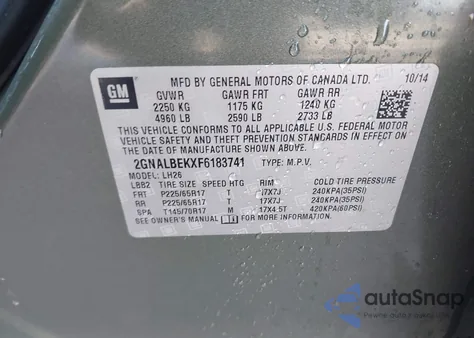 GM
MFD BY GENERAL MOTORS OF CANADA LTD. 10/14
GVWR GAWR FRT GAWR RR
2250 KG 1175 KG 1240 KG
4960 LB 2590 LB 2733 LB
THIS VEHICLE CONFORMS TO ALL APPLICABLE U.S. FEDERAL MOTOR
VEHICLE SAFETY, BUMPER, AND THEFT PREVENTION STANDARDS IN
EFFECT ON THE DATE OF MANUFACTURE SHOWN ABOVE.
2GNALBEKXF6183741 TYPE: M.P.V.
MODEL: LH26
LBB2 TIRE SIZE SPEED HTG RIM COLD TIRE PRESSURE
FRT P225/65R17 T 17X7J 240KPA(35PSI)
RR P225/65R17 T 17X7J 240KPA(35PSI)
SPA T145/70R17 M 17X4.5T 420KPA(60PSI)
SEE OWNER'S MANUAL FOR MORE INFORMATION.
autoSnap